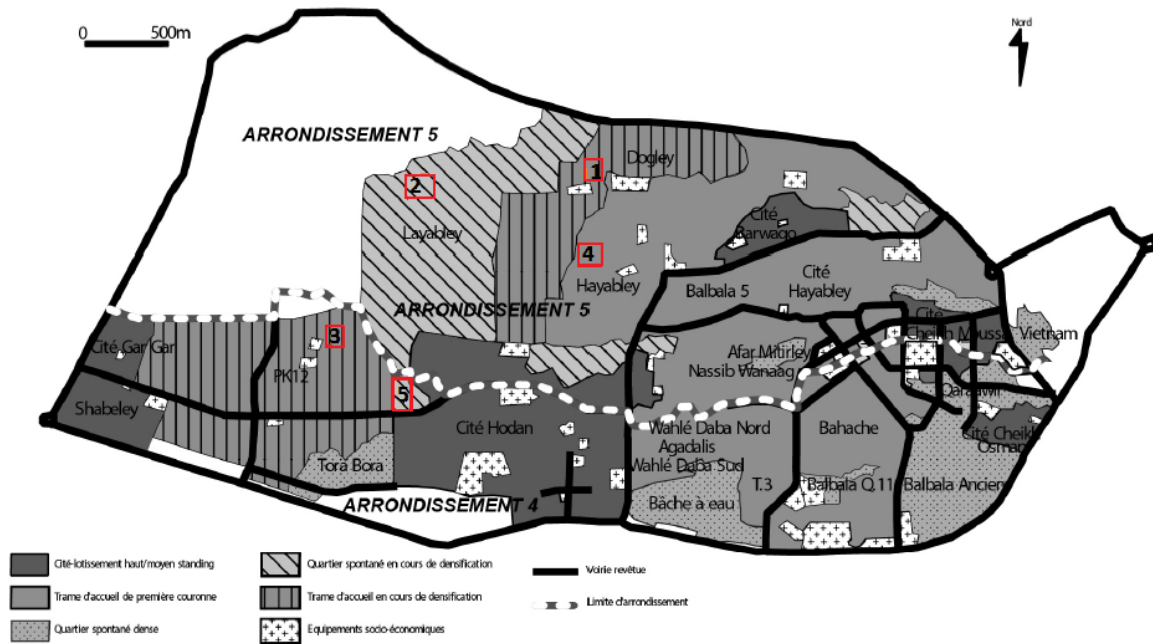 500m
Nord
ARRONDISSEMENT 5
Dogley
1
2
Layabley
Cité
Barwaqo
4
Hayabley
Cité
Hayabley
Balbala 5
ARRONDISSEMENT 5
Cité
Cheikh Moussa
Vietnam
3
Cité Gar Gar
Afar Mitirley
Nassib Wanaag
PK12
5
Qarawil
Shabeley
Cité Hodan
Wahlé Daba Nord
Agadalis
Bahache
Cité Cheikh
Osman
Tora Bora
Wahlé Daba Sud
T.3
Balbala Q.11
Balbala Ancien
ARRONDISSEMENT 4
Bâche à eau
Cité-lotissement haut/moyen standing
Quartier spontané en cours de densification
Voirie revêtue
Trame d'accueil de première couronne
Trame d'accueil en cours de densification
Limite d'arrondissement
Quartier spontané dense
Equipements socio-économiques